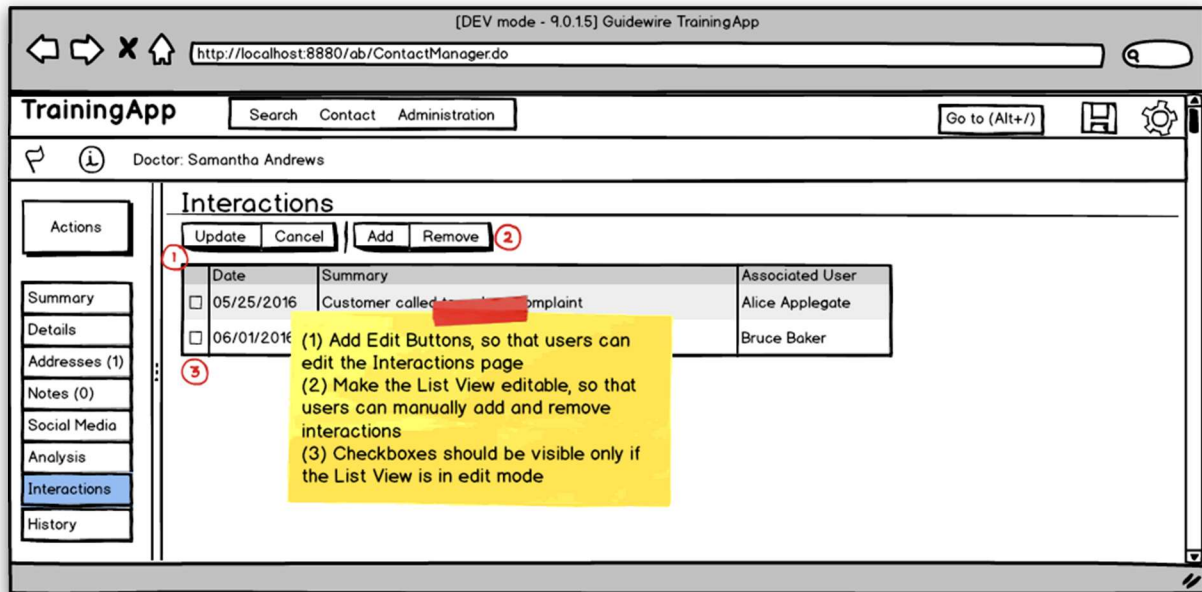 [DEV mode - 9.0.1.5] Guidewire TrainingApp
http://localhost:8880/ab/ContactManager.do
TrainingApp
Search Contact Administration
Go to (Alt+/)
Doctor: Samantha Andrews
Actions
Summary
Details
Addresses (1)
Notes (0)
Social Media
Analysis
Interactions
History
Interactions
Update Cancel Add Remove 2
1
Date Summary Associated User
05/25/2016 Customer called complaint Alice Applegate
06/01/2016 Bruce Baker
3
(1) Add Edit Buttons, so that users can
edit the Interactions page
(2) Make the List View editable, so that
users can manually add and remove
interactions
(3) Checkboxes should be visible only if
the List View is in edit mode